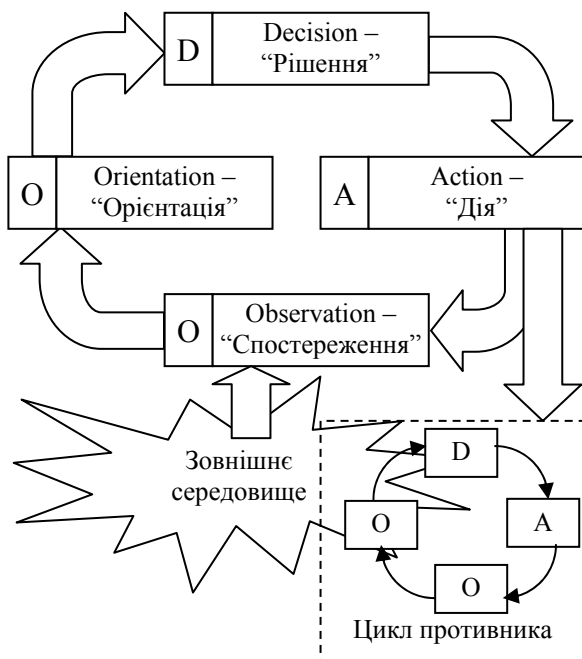 D
Decision –
“Рішення”
O
Orientation –
“Орієнтація”
A
Action –
“Дія”
O
Observation –
“Спостереження”
Зовнішнє
середовище
D
O
A
O
Цикл противника